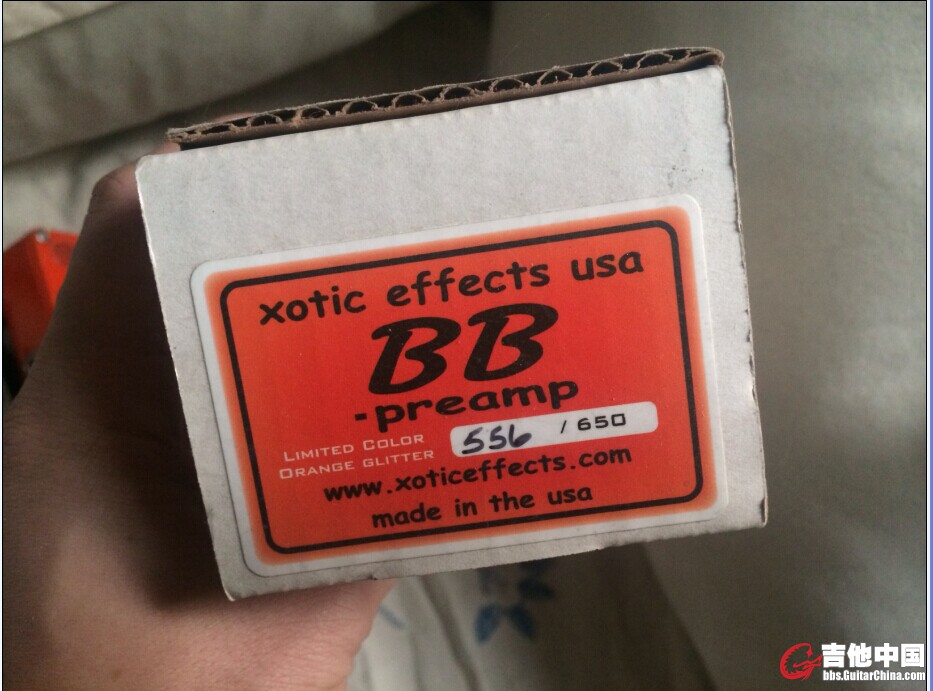 xotic effects usa
BB
-preamp
LIMITED COLOR
ORANGE GLITTER
556 / 650
www.xoticeffects.com
made in the usa
吉他中国
bbs.GuitarChina.com